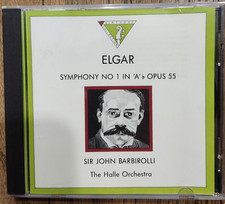 ELGAR
SYMPHONY NO 1 IN 'A'♭ OPUS 55
SIR JOHN BARBIROLLI
The Halle Orchestra